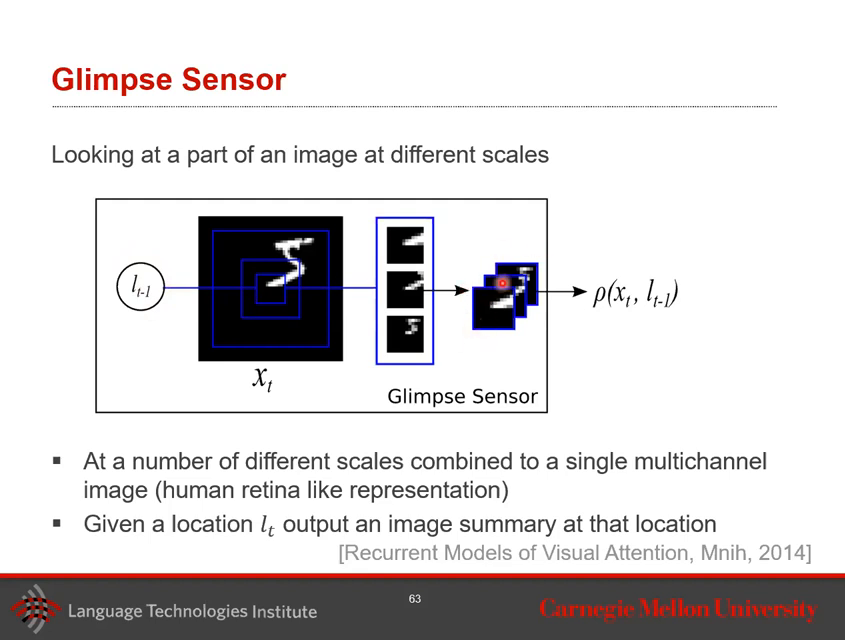 Glimpse Sensor
Looking at a part of an image at different scales
l_{t-1}
x_t
ρ(x_t, l_{t-1})
Glimpse Sensor
▪ At a number of different scales combined to a single multichannel
image (human retina like representation)
▪ Given a location l_t output an image summary at that location
[Recurrent Models of Visual Attention, Mnih, 2014]
Language Technologies Institute
63
Carnegie Mellon University